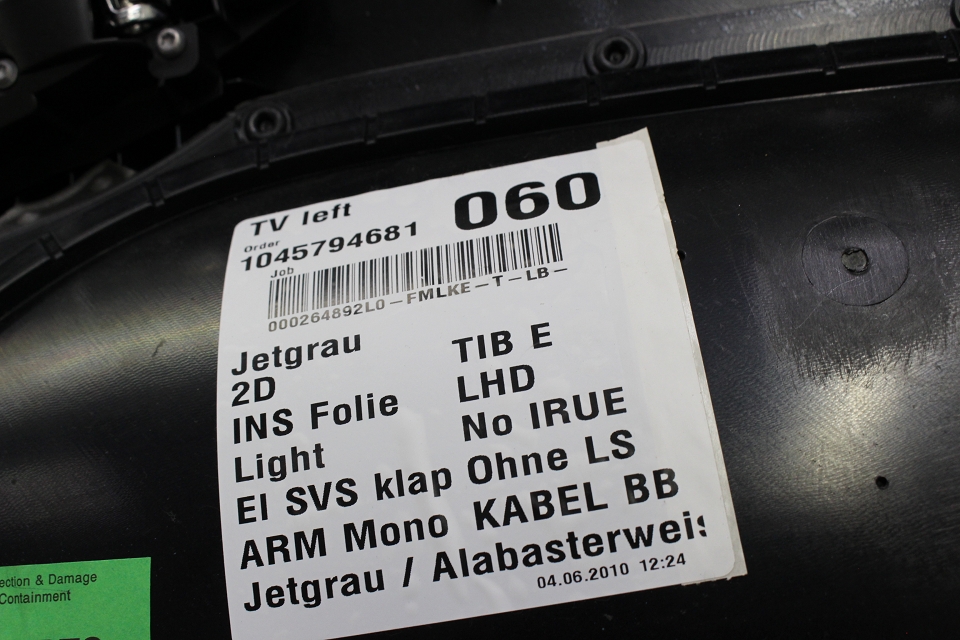 TV left
060
Order
1045794681
Job
000264892L0-FMLKE-T-LB-
Jetgrau TIB E
2D LHD
INS Folie No IRUE
Light Ohne LS
El SVS klap KABEL BB
ARM Mono
Jetgrau / Alabasterweis
04.06.2010 12:24
ection & Damage
Containment